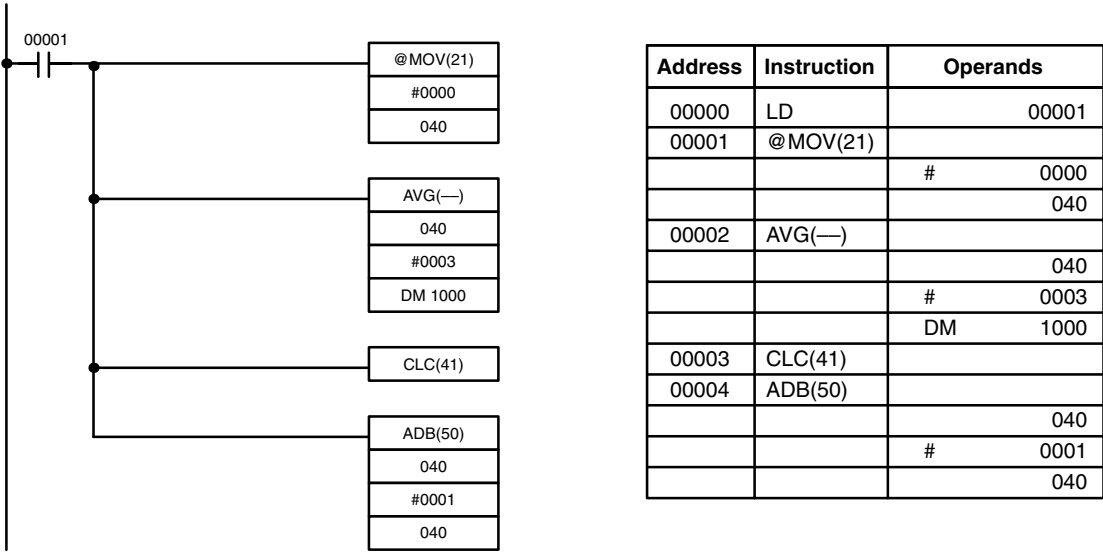 00001
@MOV(21)
#0000
040
AVG(––)
040
#0003
DM 1000
CLC(41)
ADB(50)
040
#0001
040
Address Instruction Operands
00000 LD 00001
00001 @MOV(21)
# 0000
040
00002 AVG(––)
040
# 0003
DM 1000
00003 CLC(41)
00004 ADB(50)
040
# 0001
040